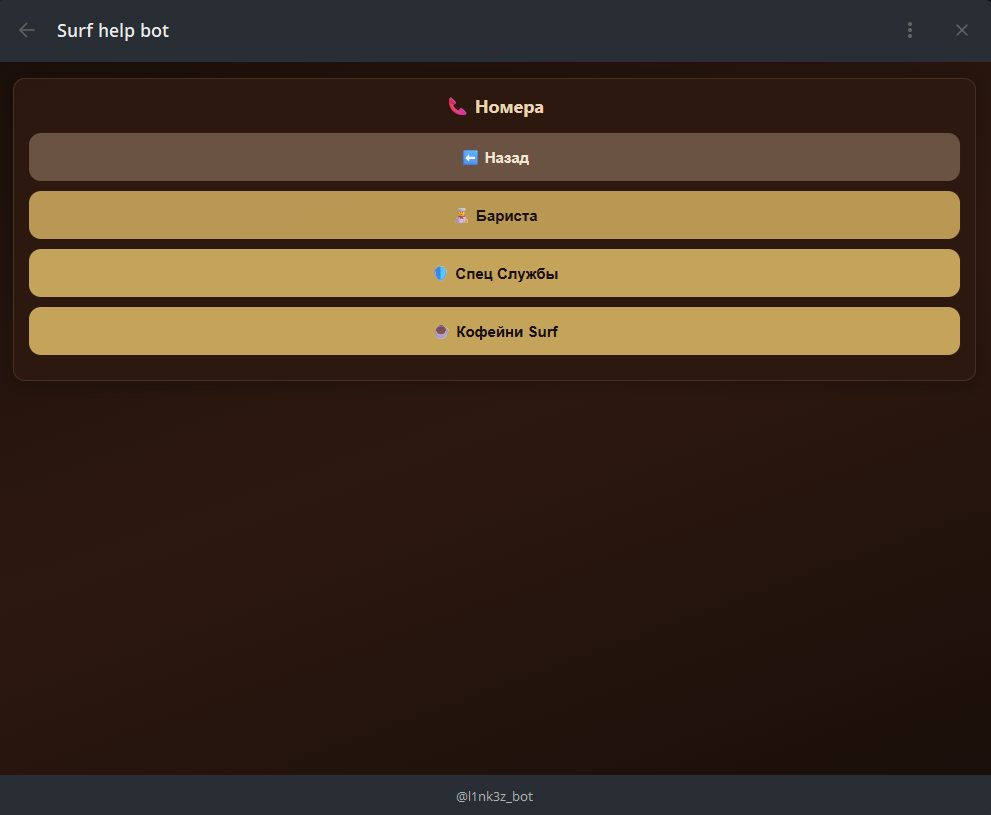 Surf help bot
Номера
Назад
Бариста
Спец Службы
Кофейни Surf
@l1nk3z_bot